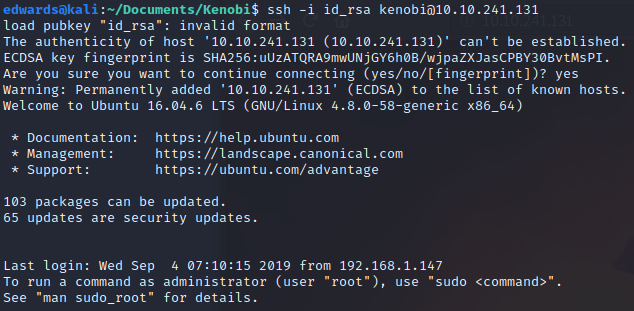 edwards@kali:~/Documents/Kenobi$ ssh -i id_rsa kenobi@10.10.241.131
load pubkey "id_rsa": invalid format
The authenticity of host '10.10.241.131 (10.10.241.131)' can't be established.
ECDSA key fingerprint is SHA256:uUzATQRA9mwUNjGY6h0B/wjpaZXJasCPBY30BvtMsPI.
Are you sure you want to continue connecting (yes/no/[fingerprint])? yes
Warning: Permanently added '10.10.241.131' (ECDSA) to the list of known hosts.
Welcome to Ubuntu 16.04.6 LTS (GNU/Linux 4.8.0-58-generic x86_64)
* Documentation:  https://help.ubuntu.com
* Management:     https://landscape.canonical.com
* Support:        https://ubuntu.com/advantage
103 packages can be updated.
65 updates are security updates.
Last login: Wed Sep  4 07:10:15 2019 from 192.168.1.147
To run a command as administrator (user "root"), use "sudo <command>".
See "man sudo_root" for details.